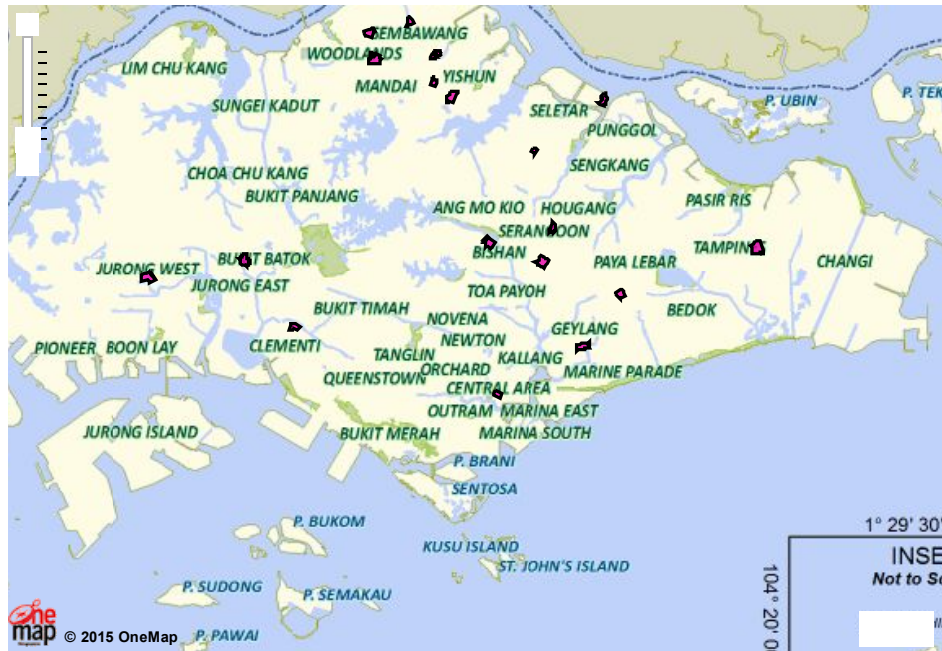 SEMBAWANG
WOODLANDS
LIM CHU KANG
MANDAI
YISHUN
SUNGEI KADUT
SELETAR
P. UBIN
P. TEK
PUNGGOL
CHOA CHU KANG
SENGKANG
BUKIT PANJANG
PASIR RIS
ANG MO KIO
HOUGANG
SERANGOON
BISHAN
TAMPINES
JURONG WEST
BUKIT BATOK
PAYA LEBAR
CHANGI
JURONG EAST
TOA PAYOH
BUKIT TIMAH
BEDOK
NOVENA
GEYLANG
NEWTON
PIONEER
BOON LAY
CLEMENTI
TANGLIN
KALLANG
ORCHARD
MARINE PARADE
QUEENSTOWN
CENTRAL AREA
OUTRAM
MARINA EAST
JURONG ISLAND
BUKIT MERAH
MARINA SOUTH
P. BRANI
SENTOSA
P. BUKOM
1° 29' 30'
KUSU ISLAND
INSE
ST. JOHN'S ISLAND
Not to Sc
104° 20' 0
P. SUDONG
P. SEMAKAU
One
map © 2015 OneMap
P. PAWAI